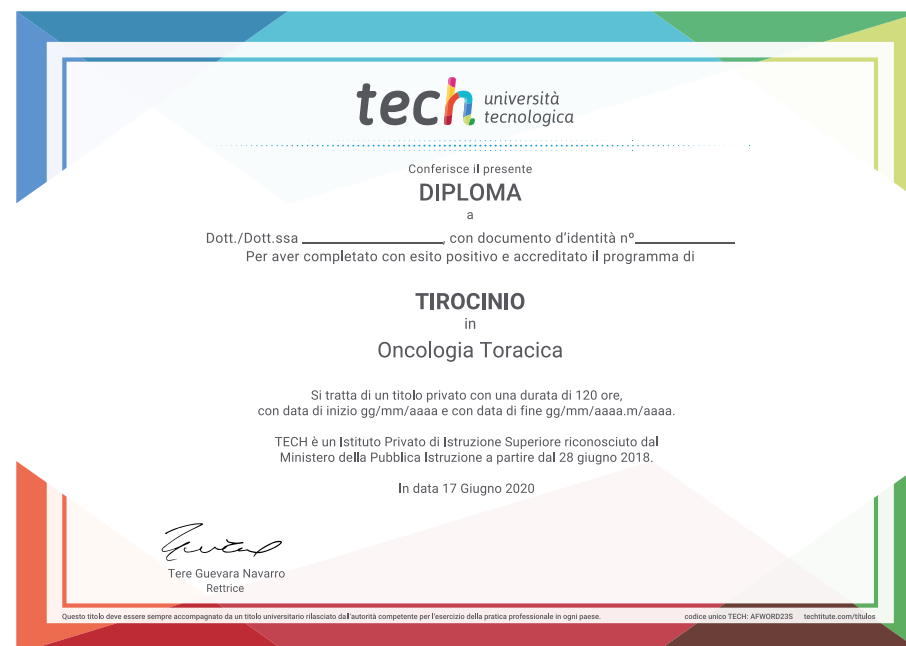 tech università
tecnologica
Conferisce il presente
DIPLOMA
a
Dott./Dott.ssa ____________________, con documento d'identità nº______________
Per aver completato con esito positivo e accreditato il programma di
TIROCINIO
in
Oncologia Toracica
Si tratta di un titolo privato con una durata di 120 ore,
con data di inizio gg/mm/aaaa e con data di fine gg/mm/aaaa.m/aaaa.
TECH è un Istituto Privato di Istruzione Superiore riconosciuto dal
Ministero della Pubblica Istruzione a partire dal 28 giugno 2018.
In data 17 Giugno 2020
Tere Guevara Navarro
Rettrice
Questo titolo deve essere sempre accompagnato da un titolo universitario rilasciato dall'autorità competente per l'esercizio della pratica professionale in ogni paese. codice unico TECH: AFWORD23S techtitute.com/titulos